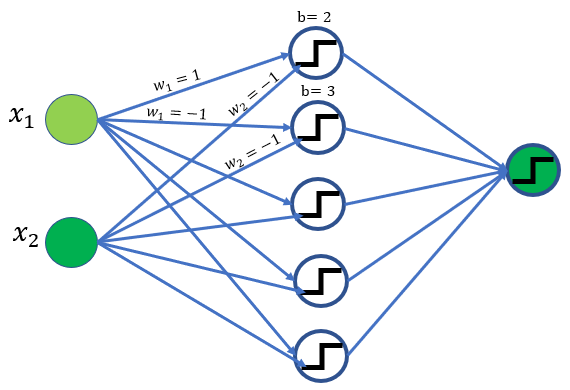 b= 2
w₁ = 1
w₂ = −1
b= 3
w₁ = −1
x₁
w₂ = −1
x₂